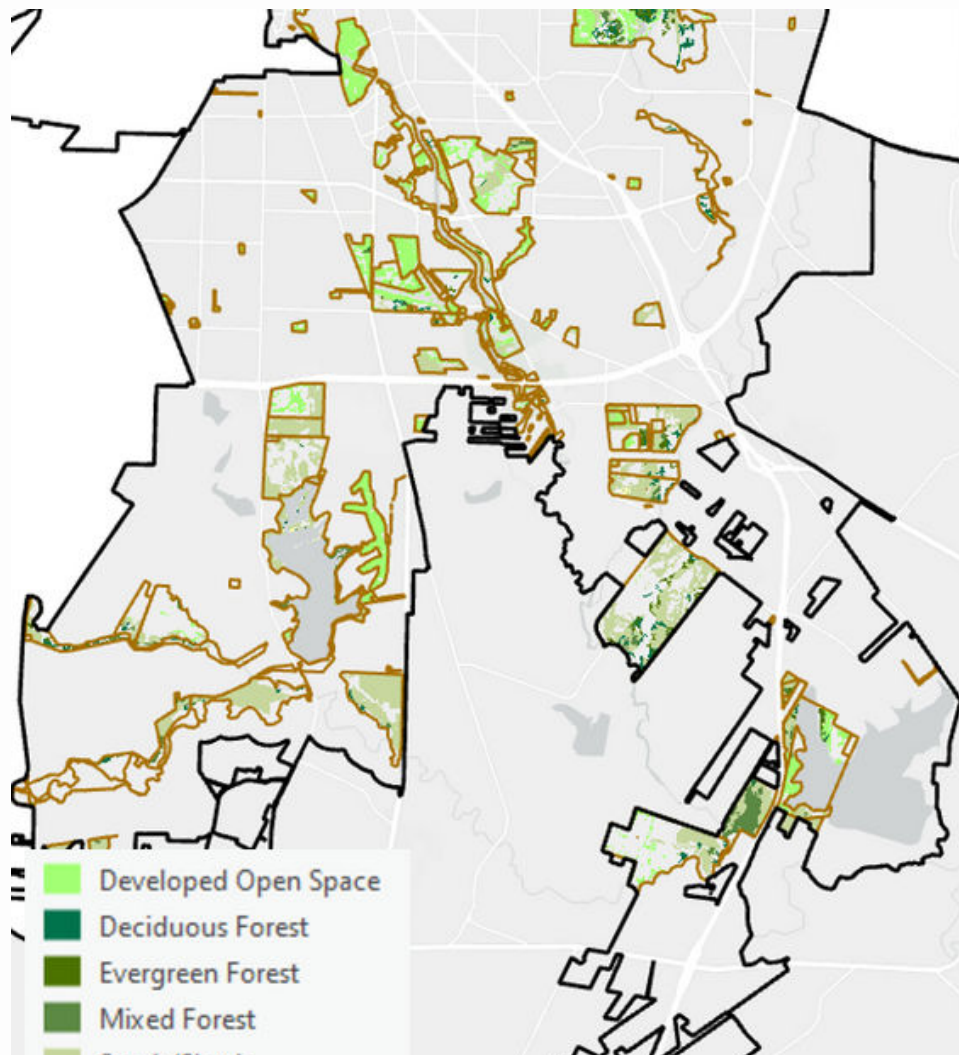 Developed Open Space
Deciduous Forest
Evergreen Forest
Mixed Forest